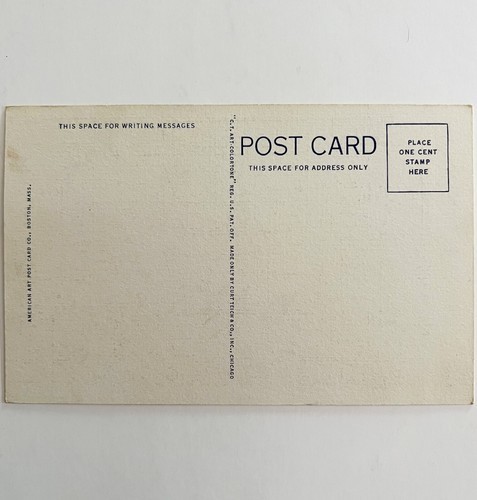 THIS SPACE FOR WRITING MESSAGES
AMERICAN ART POST CARD CO., BOSTON, MASS.
"C. T. ART-COLORTONE" REG. U. S. PAT. OFF. MADE ONLY BY CURT TEICH & CO., INC., CHICAGO
POST CARD
THIS SPACE FOR ADDRESS ONLY
PLACE
ONE CENT
STAMP
HERE